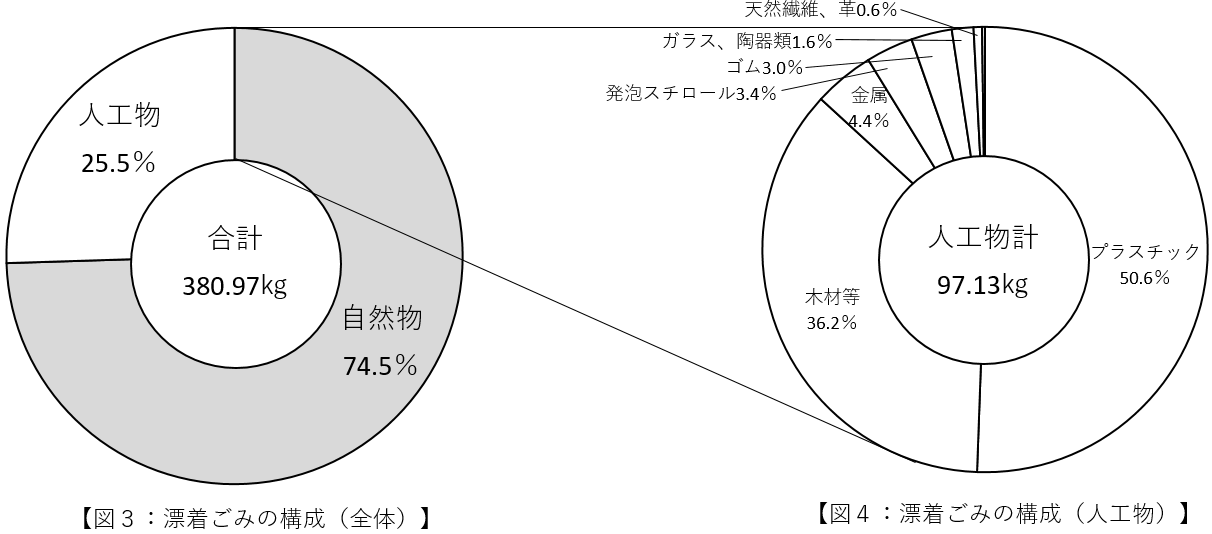 人工物
25.5％
合計
380.97㎏
自然物
74.5％
【図３：漂着ごみの構成（全体）】
天然繊維、革0.6％
ガラス、陶器類1.6％
ゴム3.0％
発泡スチロール3.4％
金属
4.4％
人工物計
97.13㎏
プラスチック
50.6％
木材等
36.2％
【図４：漂着ごみの構成（人工物）】